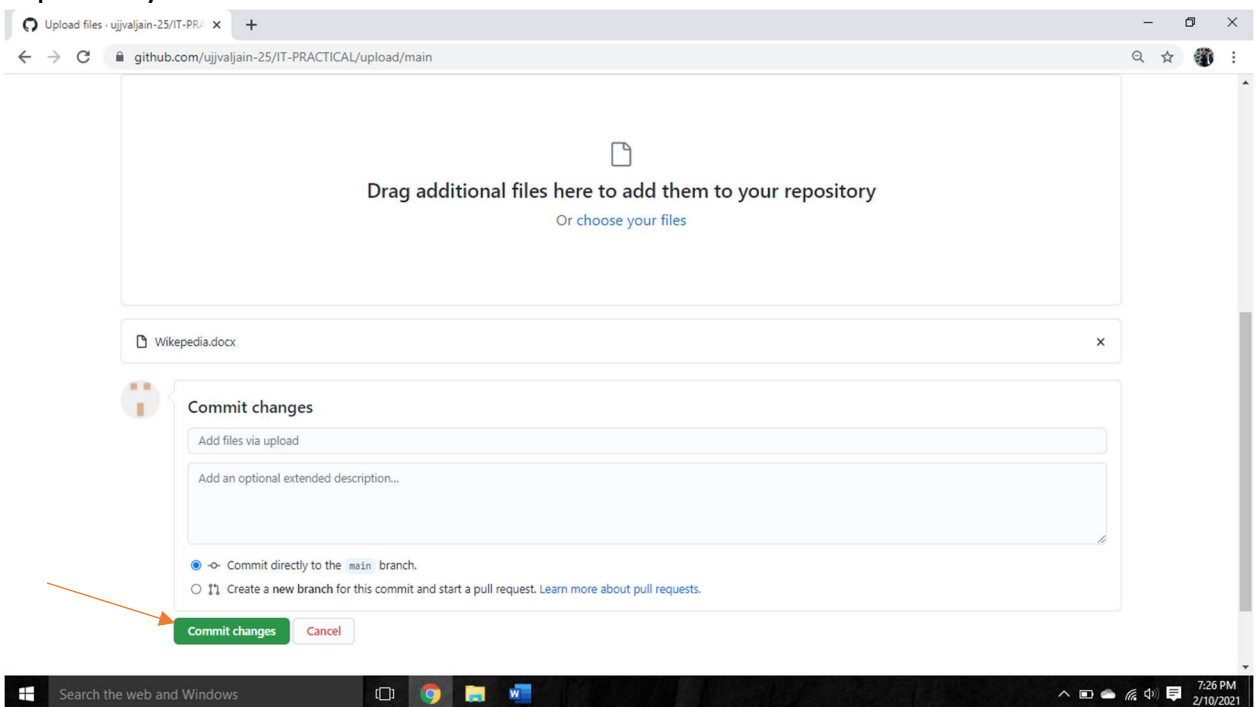 Upload files · ujjvaljain-25/IT-PRA
github.com/ujjvaljain-25/IT-PRACTICAL/upload/main
Drag additional files here to add them to your repository
Or choose your files
Wikepedia.docx
Commit changes
Add files via upload
Add an optional extended description...
Commit directly to the main branch.
Create a new branch for this commit and start a pull request. Learn more about pull requests.
Commit changes Cancel
Search the web and Windows
7:26 PM
2/10/2021